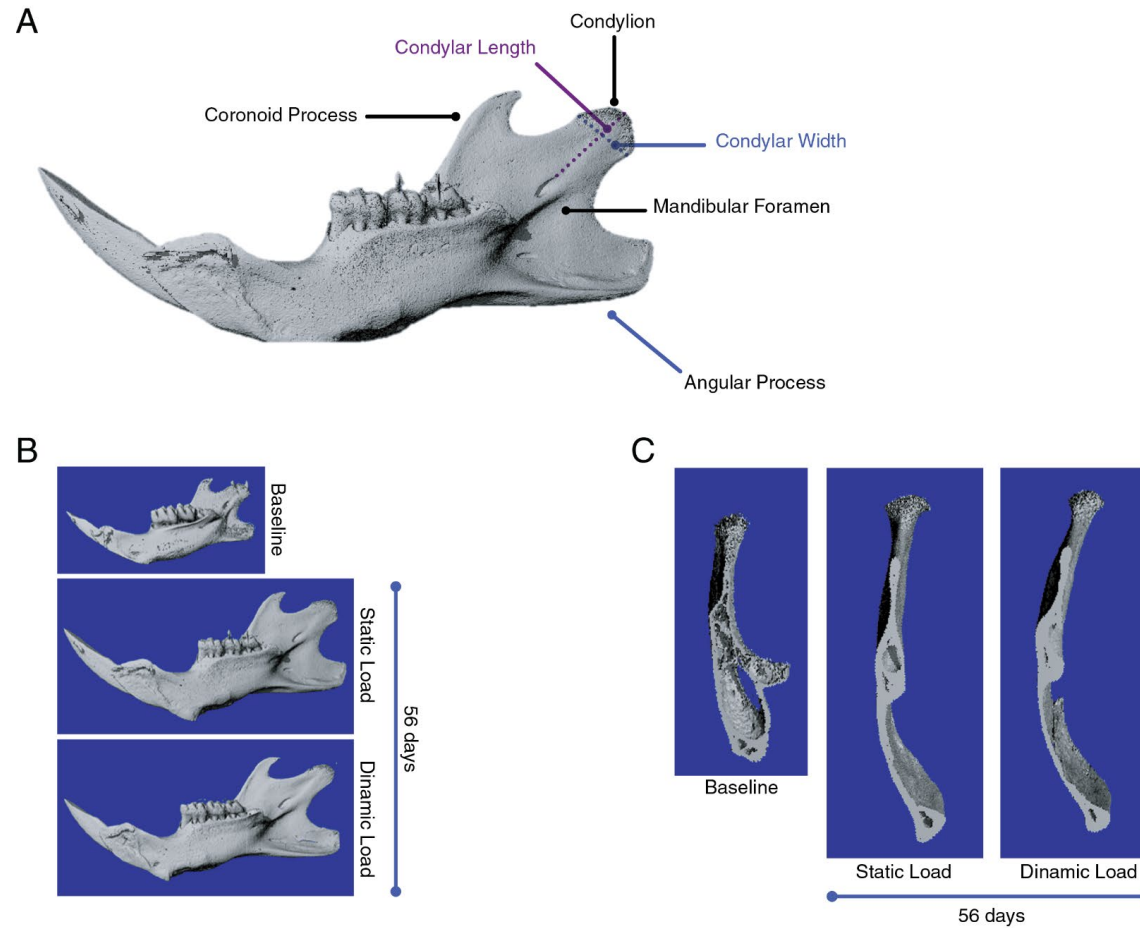 A
Condylion
Condylar Length
Coronoid Process
Condylar Width
Mandibular Foramen
Angular Process
B
Baseline
Static Load
Dinamic Load
56 days
C
Baseline
Static Load
Dinamic Load
56 days